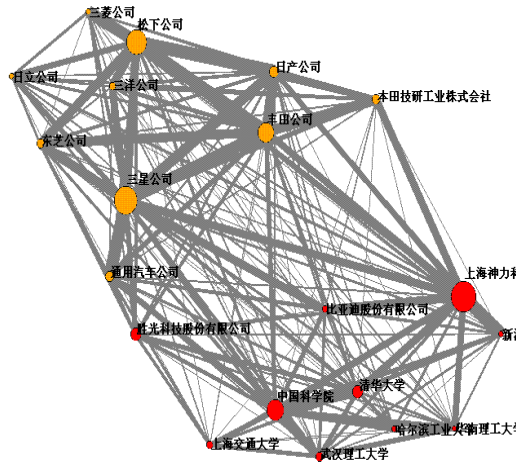 三菱公司
松下公司
日产公司
日立公司
三洋公司
本田技研工业株式会社
丰田公司
东芝公司
三星公司
通用汽车公司
上海神力科
比亚迪股份有限公司
胜光科技股份有限公司
清华大学
中国科学院
哈尔滨工业大
南理工大学
上海交通大学
武汉理工大学